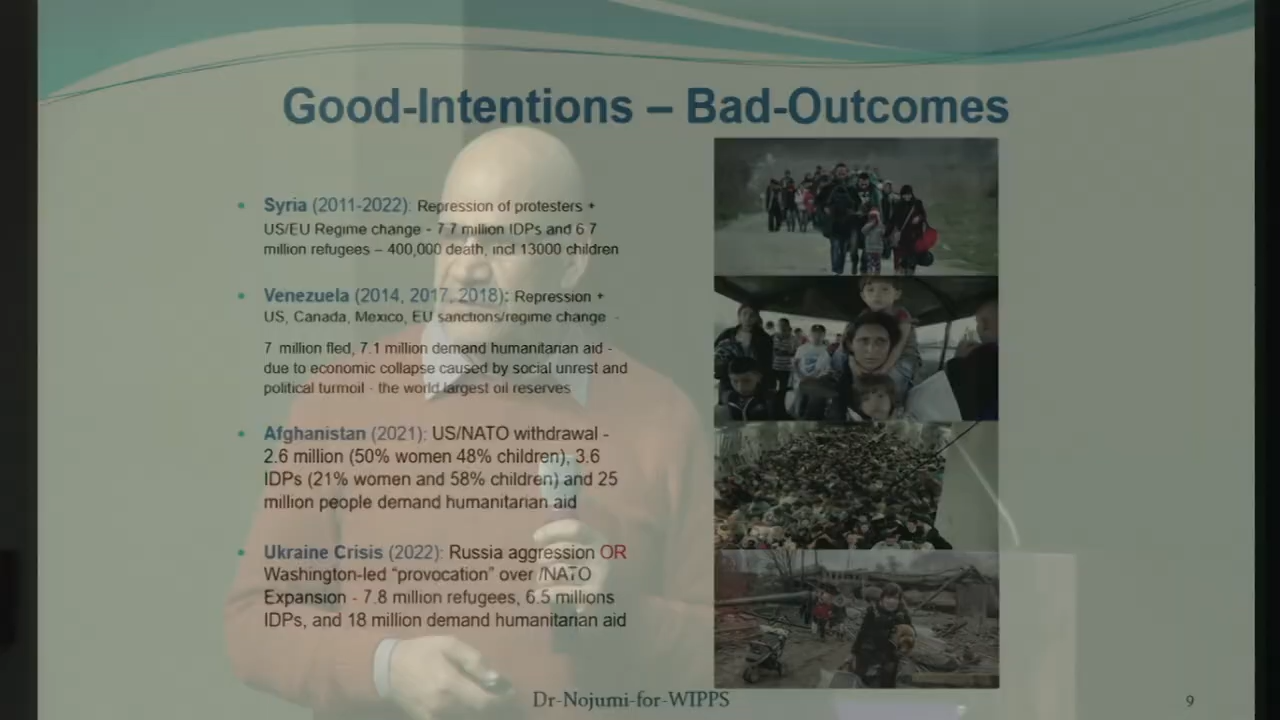 Good-Intentions – Bad-Outcomes
• Syria (2011-2022): Repression of protesters +
US/EU Regime change - 7.7 million IDPs and 6.7
million refugees – 400,000 death, incl 13000 children
• Venezuela (2014, 2017, 2018): Repression +
US, Canada, Mexico, EU sanctions/regime change -
7 million fled, 7.1 million demand humanitarian aid -
due to economic collapse caused by social unrest and
political turmoil - the world largest oil reserves
• Afghanistan (2021): US/NATO withdrawal -
2.6 million (50% women 48% children), 3.6
IDPs (21% women and 58% children) and 25
million people demand humanitarian aid
• Ukraine Crisis (2022): Russia aggression OR
Washington-led “provocation” over /NATO
Expansion - 7.8 million refugees, 6.5 millions
IDPs, and 18 million demand humanitarian aid
Dr-Nojumi-for-WIPPS
9